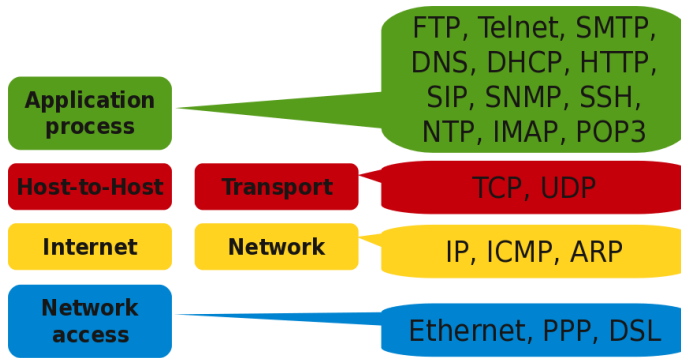 Application
process
FTP, Telnet, SMTP,
DNS, DHCP, HTTP,
SIP, SNMP, SSH,
NTP, IMAP, POP3
Host-to-Host
Transport
TCP, UDP
Internet
Network
IP, ICMP, ARP
Network
access
Ethernet, PPP, DSL